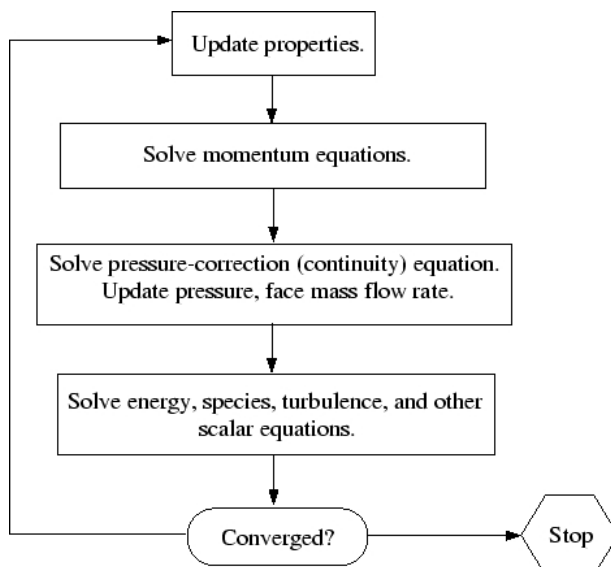 Update properties.
Solve momentum equations.
Solve pressure-correction (continuity) equation.
Update pressure, face mass flow rate.
Solve energy, species, turbulence, and other
scalar equations.
Converged?
Stop